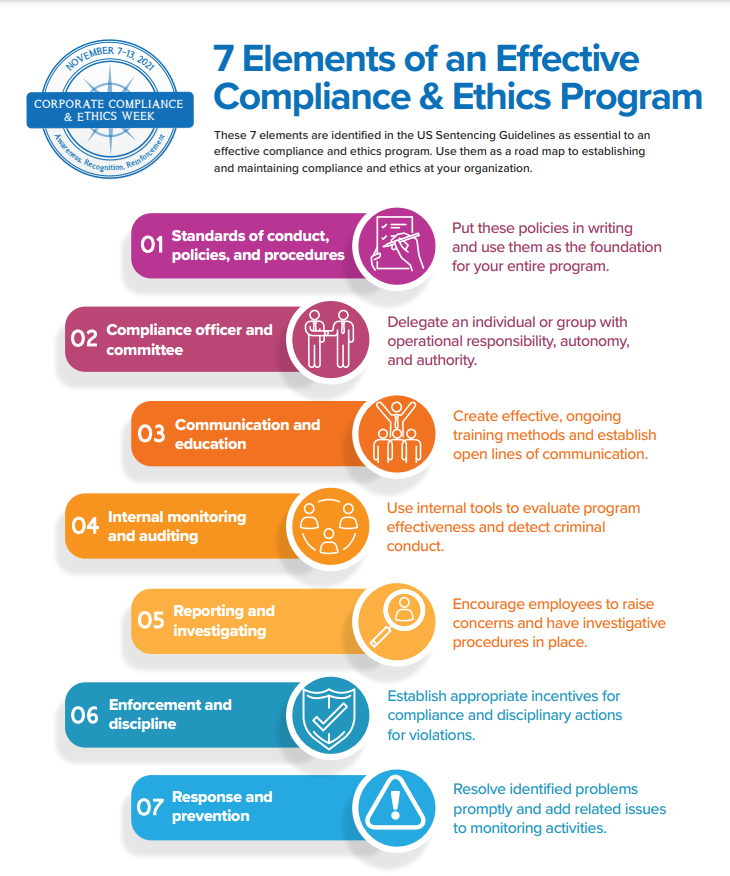 NOVEMBER 7–13, 2021
CORPORATE COMPLIANCE
& ETHICS WEEK
Awareness. Recognition. Reinforcement
7 Elements of an Effective
Compliance & Ethics Program
These 7 elements are identified in the US Sentencing Guidelines as essential to an
effective compliance and ethics program. Use them as a road map to establishing
and maintaining compliance and ethics at your organization.
01 Standards of conduct,
policies, and procedures
Put these policies in writing
and use them as the foundation
for your entire program.
02 Compliance officer and
committee
Delegate an individual or group with
operational responsibility, autonomy,
and authority.
03 Communication and
education
Create effective, ongoing
training methods and establish
open lines of communication.
04 Internal monitoring
and auditing
Use internal tools to evaluate program
effectiveness and detect criminal
conduct.
05 Reporting and
investigating
Encourage employees to raise
concerns and have investigative
procedures in place.
06 Enforcement and
discipline
Establish appropriate incentives for
compliance and disciplinary actions
for violations.
07 Response and
prevention
Resolve identified problems
promptly and add related issues
to monitoring activities.